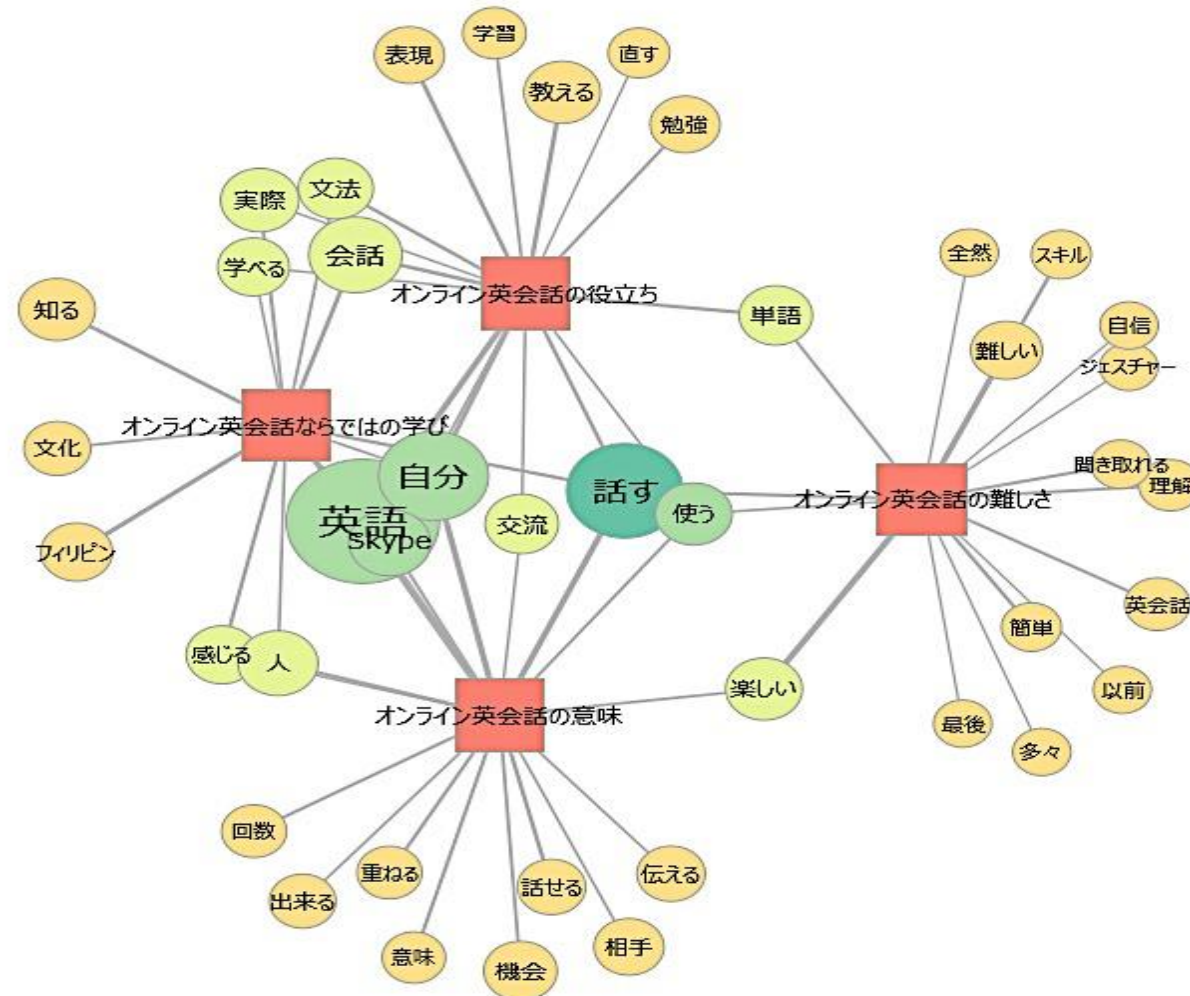 学習
表現
直す
教える
勉強
文法
実際
会話
学べる
全然
スキル
オンライン英会話の役立ち
知る
単語
自信
難しい
ジェスチャー
オンライン英会話ならではの学び
文化
自分
聞き取れる
理解
話す
オンライン英会話の難しさ
英語
使う
交流
Skype
フィリピン
英会話
簡単
感じる
人
楽しい
以前
オンライン英会話の意味
最後
多々
回数
重ねる
伝える
話せる
出来る
相手
意味
機会